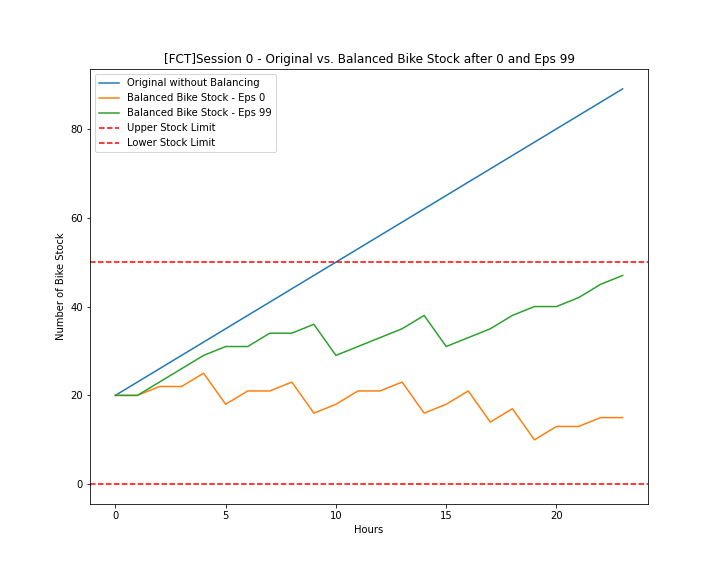 [FCT]Session 0 - Original vs. Balanced Bike Stock after 0 and Eps 99
Original without Balancing
Balanced Bike Stock - Eps 0
Balanced Bike Stock - Eps 99
Upper Stock Limit
Lower Stock Limit
80
60
40
20
0
Number of Bike Stock
0 5 10 15 20
Hours